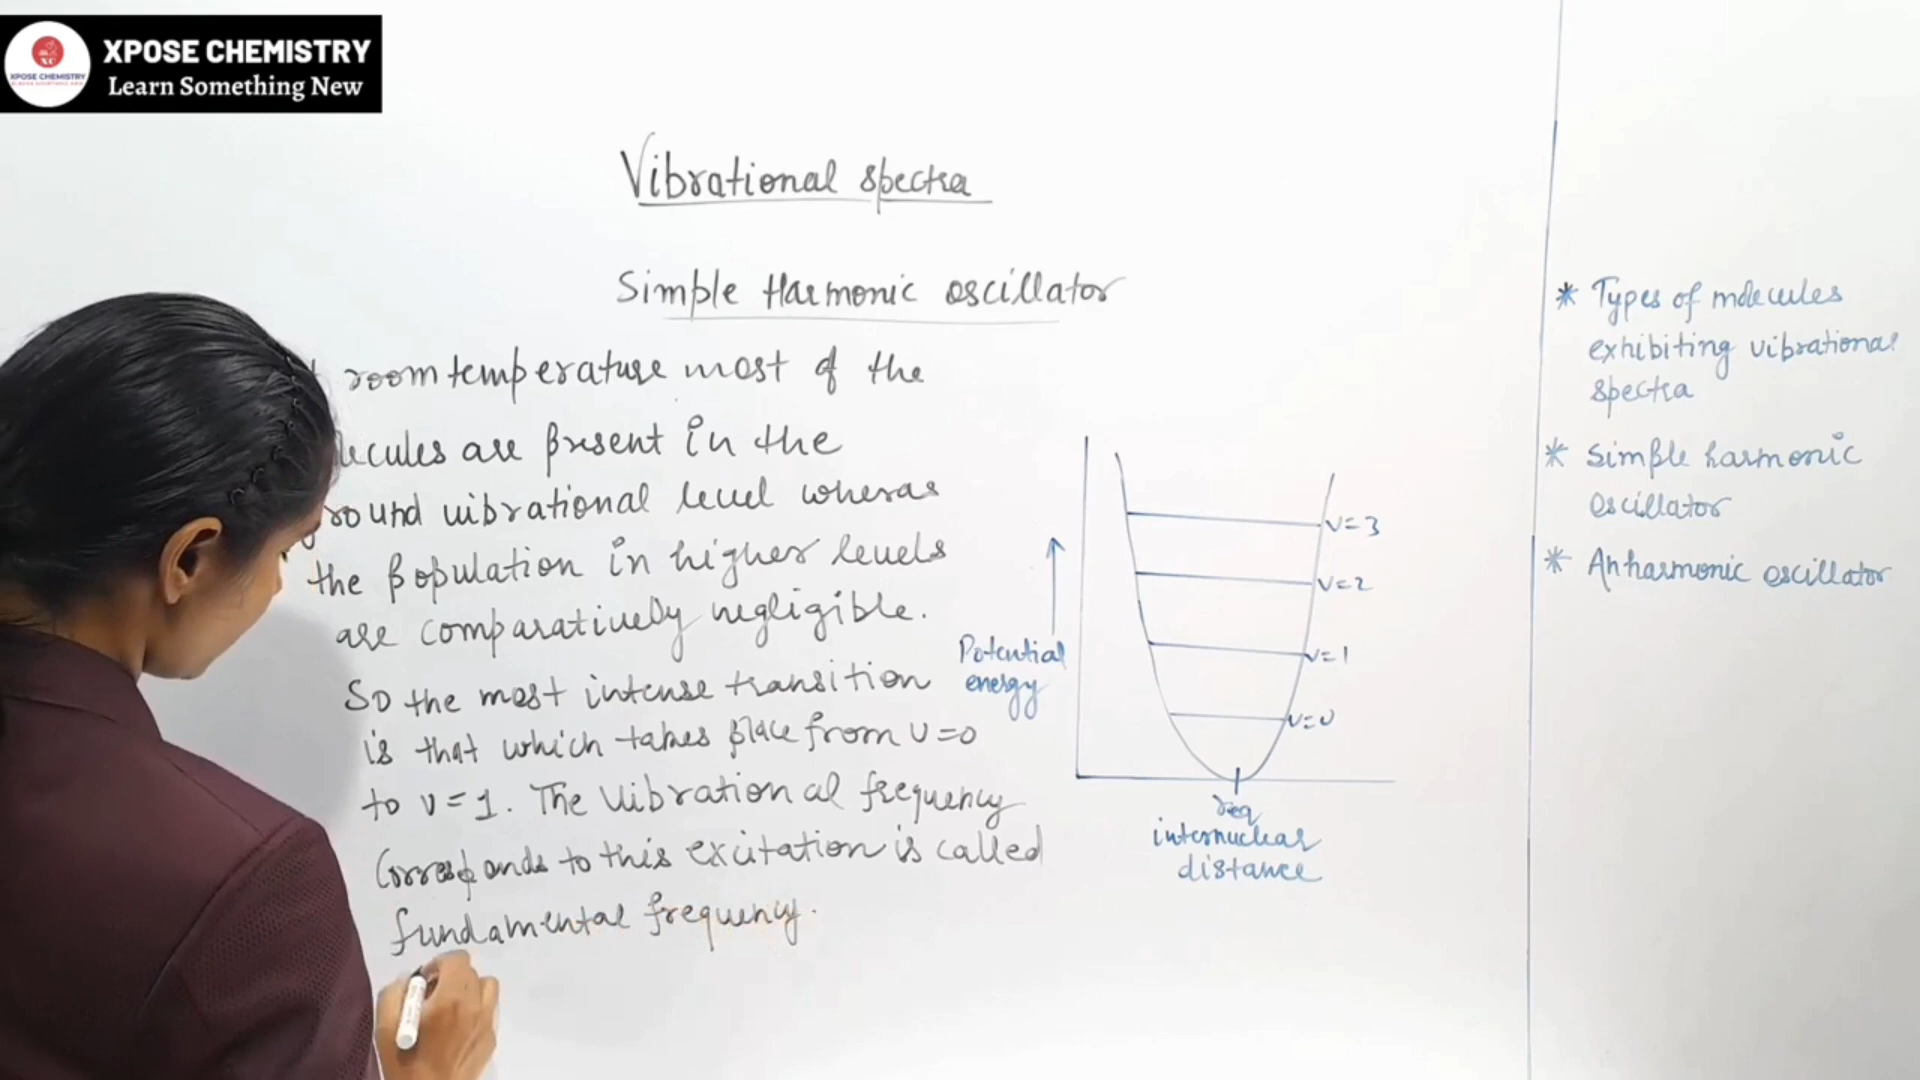 XPOSE CHEMISTRY
Learn Something New
XC
XPOSE CHEMISTRY
Vibrational spectra
Simple Harmonic oscillator
room temperature most of the
lecules are present in the
round vibrational level wheras
the population in higher levels
are comparatively negligible.
So the most intense transition
is that which takes place from v=0
to v=1. The Vibrational frequency
Corresponds to this excitation is called
fundamental frequency.
v=3
v=2
v=1
v=0
Potential
energy
req
internuclear
distance
* Types of molecules
exhibiting vibrational
spectra
* Simple harmonic
oscillator
* Anharmonic oscillator